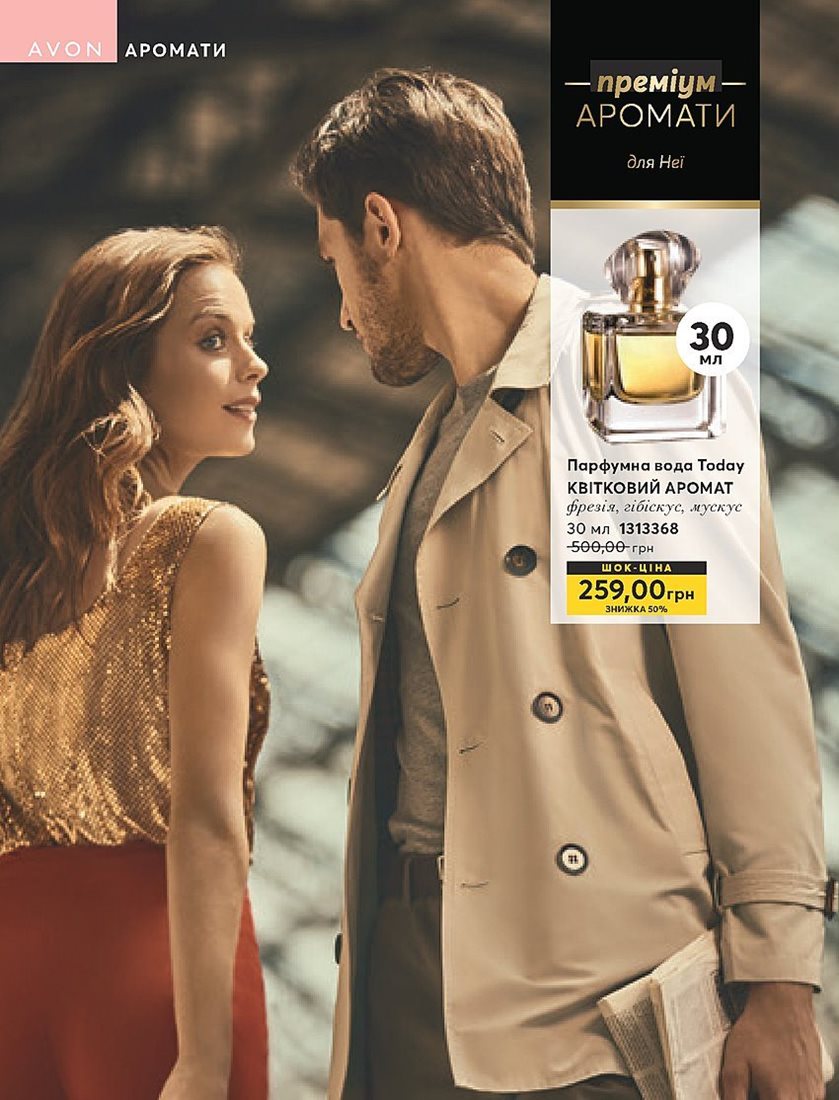 AVON АРОМАТИ
преміум
АРОМАТИ
для Неї
30
мл
Парфумна вода Today
КВІТКОВИЙ АРОМАТ
фрезія, гібіскус, мускус
30 мл 1313368
500,00 грн
ШОК-ЦІНА
259,00грн
ЗНИЖКА 50%